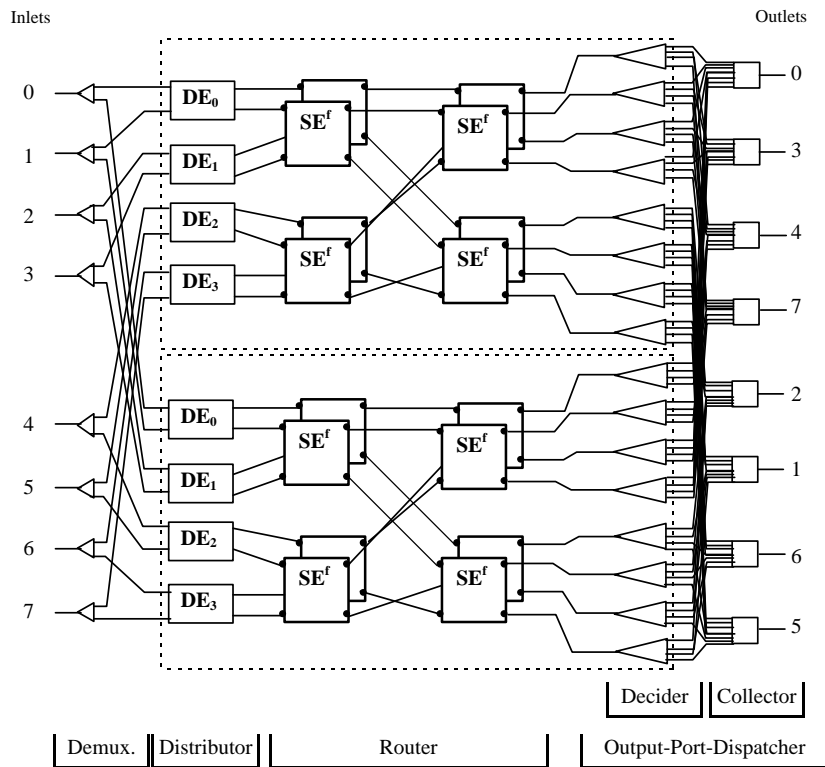 Inlets
Outlets
0
1
2
3
4
5
6
7
DE0
DE1
DE2
DE3
SEf
SEf
SEf
SEf
DE0
DE1
DE2
DE3
SEf
SEf
SEf
SEf
0
3
4
7
2
1
6
5
Decider
Collector
Demux.
Distributor
Router
Output-Port-Dispatcher